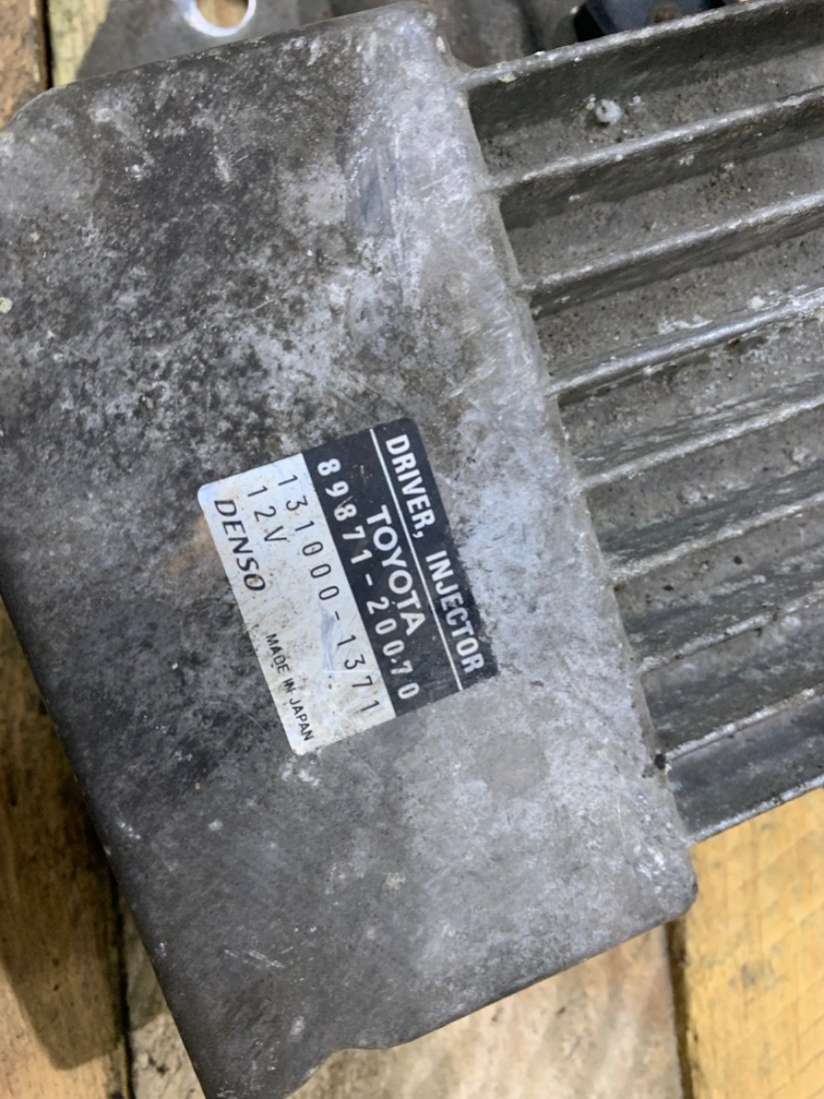 DRIVER, INJECTOR
TOYOTA
89871-20070
131000-1371
12V
DENSO MADE IN JAPAN